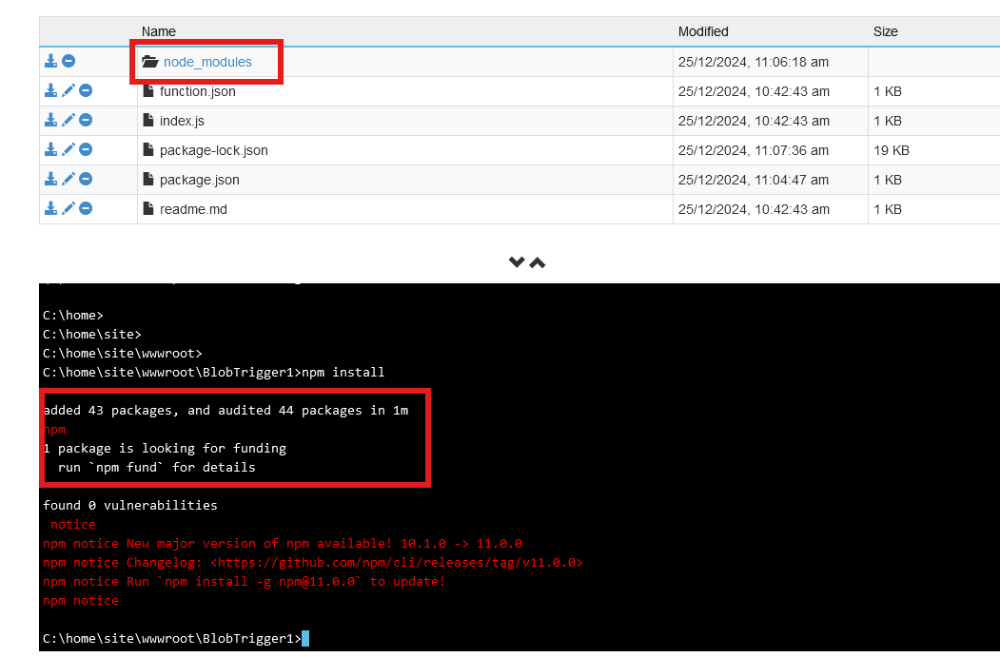 Name Modified Size
node_modules 25/12/2024, 11:06:18 am
function.json 25/12/2024, 10:42:43 am 1 KB
index.js 25/12/2024, 10:42:43 am 1 KB
package-lock.json 25/12/2024, 11:07:36 am 19 KB
package.json 25/12/2024, 11:04:47 am 1 KB
readme.md 25/12/2024, 10:42:43 am 1 KB
C:\home>
C:\home\site>
C:\home\site\wwwroot>
C:\home\site\wwwroot\BlobTrigger1>npm install
added 43 packages, and audited 44 packages in 1m
npm
1 package is looking for funding
run `npm fund` for details
found 0 vulnerabilities
notice
npm notice New major version of npm available! 10.1.0 -> 11.0.0
npm notice Changelog: <https://github.com/npm/cli/releases/tag/v11.0.0>
npm notice Run `npm install -g npm@11.0.0` to update!
npm notice
C:\home\site\wwwroot\BlobTrigger1>